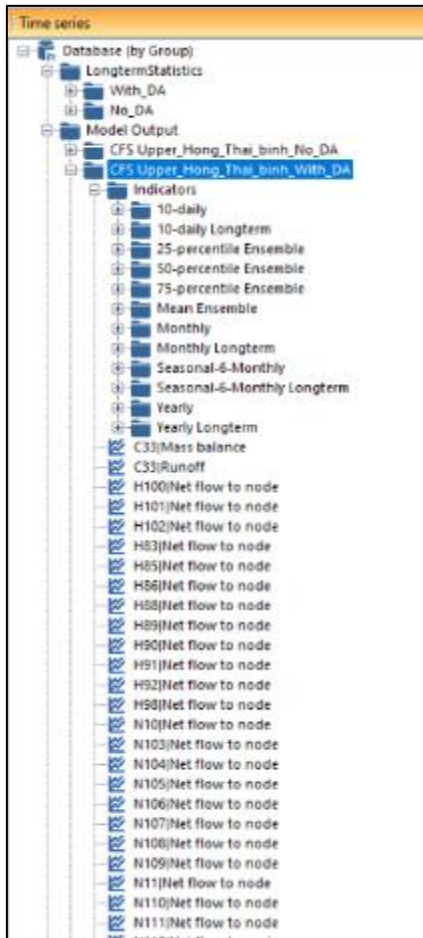 Time series
Database (by Group)
LongtermStatistics
With_DA
No_DA
Model Output
CFS Upper_Hong_Thai_binh_No_DA
CFS Upper_Hong_Thai_binh_With_DA
Indicators
10-daily
10-daily Longterm
25-percentile Ensemble
50-percentile Ensemble
75-percentile Ensemble
Mean Ensemble
Monthly
Monthly Longterm
Seasonal-6-Monthly
Seasonal-6-Monthly Longterm
Yearly
Yearly Longterm
C33|Mass balance
C33|Runoff
H100|Net flow to node
H101|Net flow to node
H102|Net flow to node
H83|Net flow to node
H85|Net flow to node
H86|Net flow to node
H88|Net flow to node
H89|Net flow to node
H90|Net flow to node
H91|Net flow to node
H92|Net flow to node
H98|Net flow to node
N10|Net flow to node
N103|Net flow to node
N104|Net flow to node
N105|Net flow to node
N106|Net flow to node
N107|Net flow to node
N108|Net flow to node
N109|Net flow to node
N11|Net flow to node
N110|Net flow to node
N111|Net flow to node